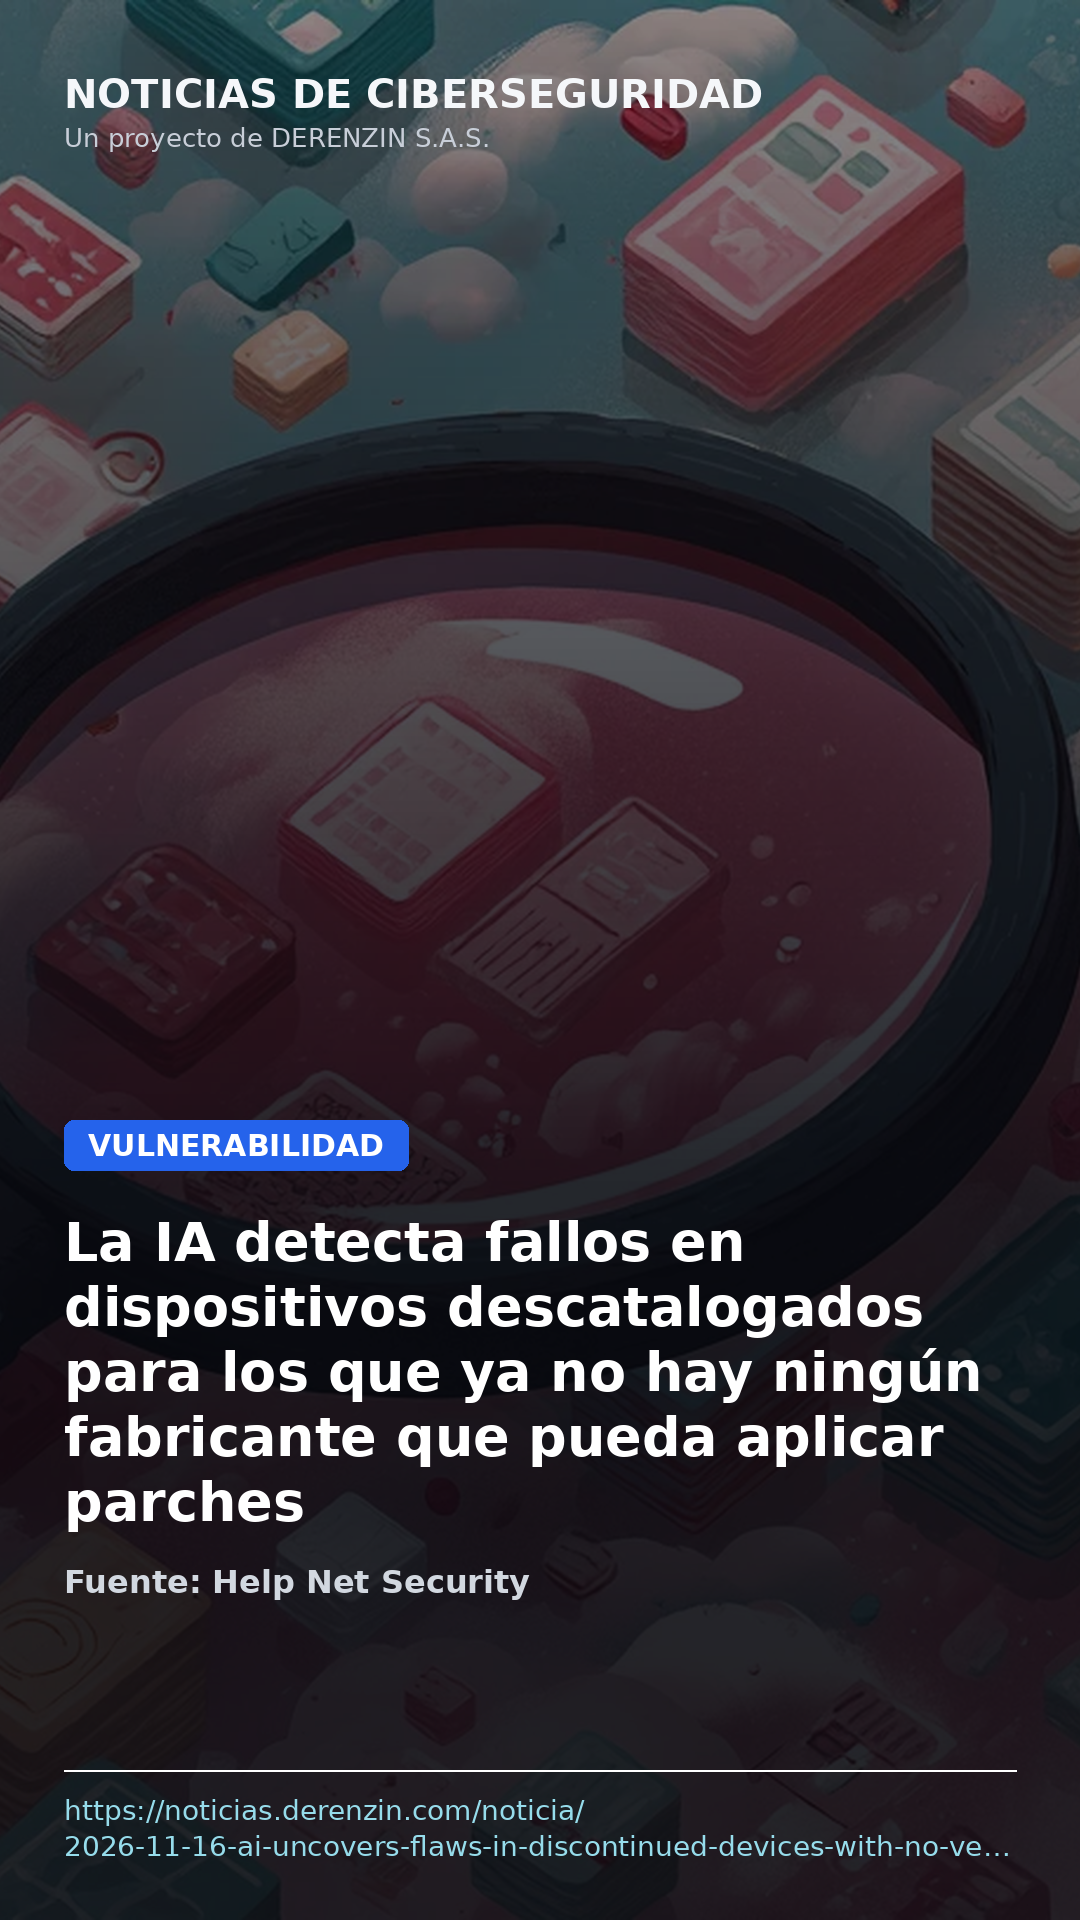 NOTICIAS DE CIBERSEGURIDAD
Un proyecto de DERENZIN S.A.S.
VULNERABILIDAD
La IA detecta fallos en
dispositivos descatalogados
para los que ya no hay ningún
fabricante que pueda aplicar
parches
Fuente: Help Net Security
https://noticias.derenzin.com/noticia/
2026-11-16-ai-uncovers-flaws-in-discontinued-devices-with-no-ve…